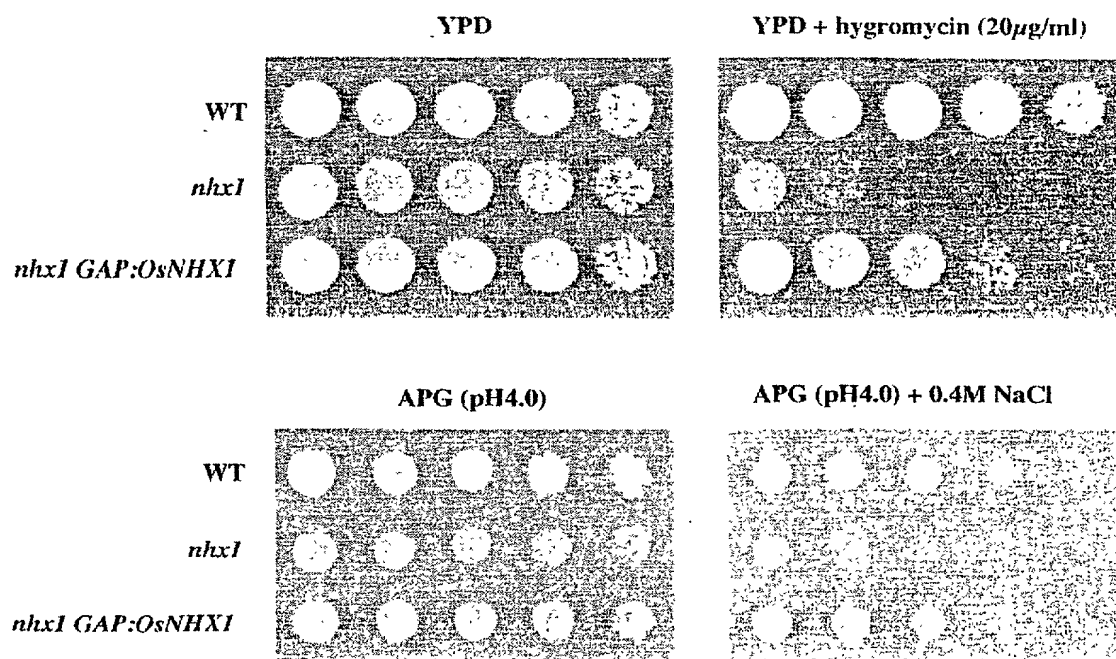 YPD
YPD + hygromycin (20µg/ml)
WT
nhx1
nhx1 GAP:OsNHX1
APG (pH4.0)
APG (pH4.0) + 0.4M NaCl
WT
nhx1
nhx1 GAP:OsNHX1